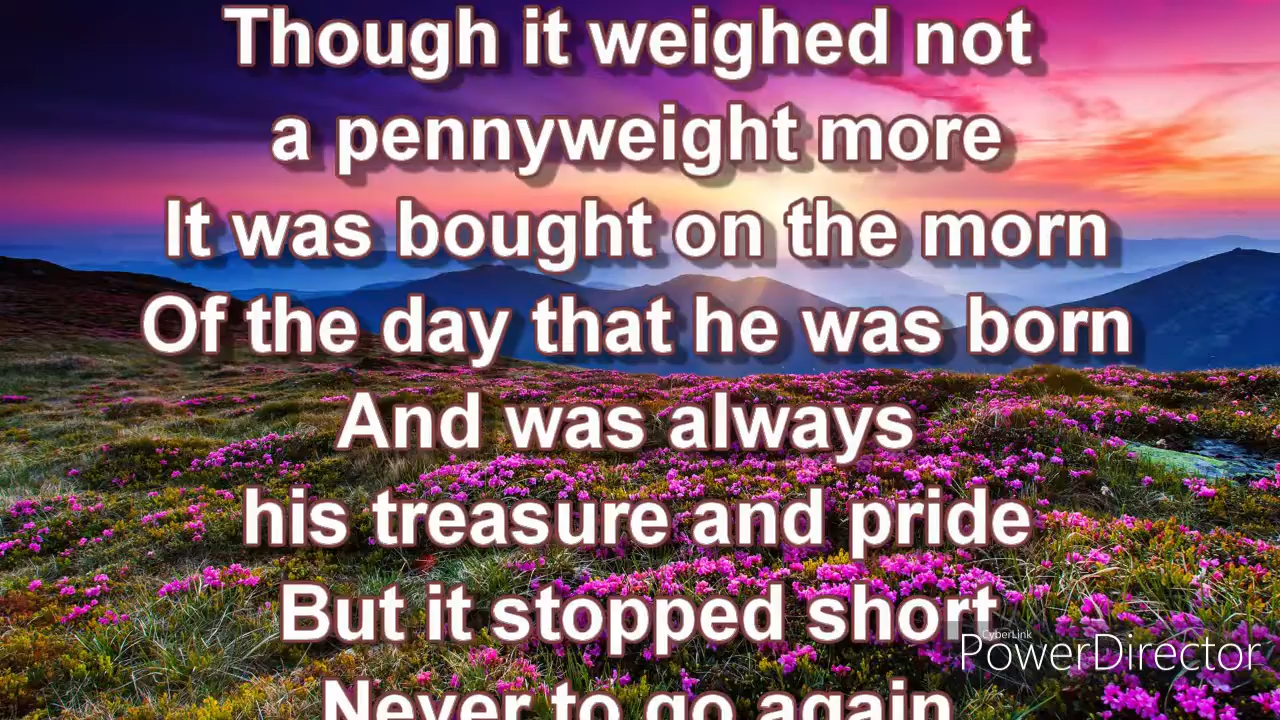 Though it weighed not
a pennyweight more
It was bought on the morn
Of the day that he was born
And was always
his treasure and pride
But it stopped short
CyberLink
PowerDirector
Never to go again